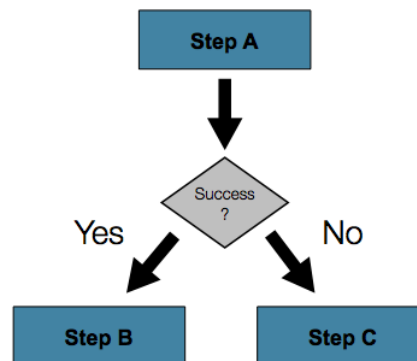 Step A
Success
?
Yes
No
Step B
Step C